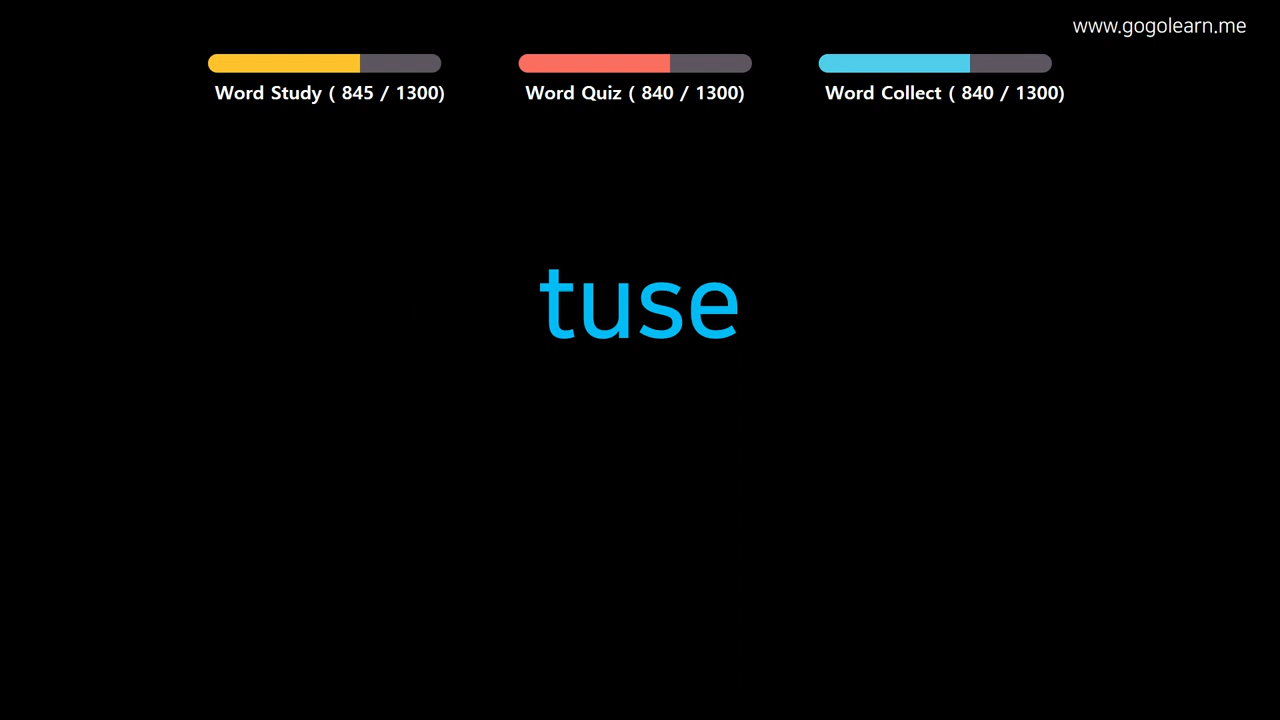 www.gogolearn.me
Word Study ( 845 / 1300)
Word Quiz ( 840 / 1300)
Word Collect ( 840 / 1300)
tuse